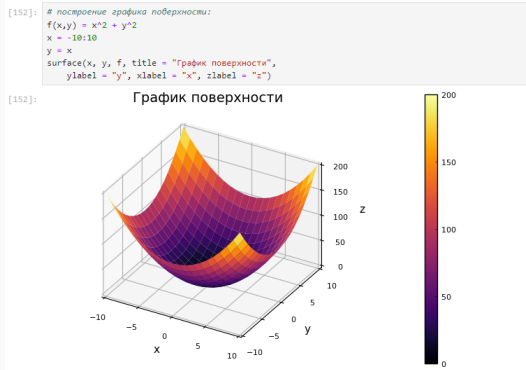 [152]:
# построение графика поверхности:
f(x,y) = x^2 + y^2
x = -10:10
y = x
surface(x, y, f, title = "График поверхности",
ylabel = "y", xlabel = "x", zlabel = "z")
[152]:
График поверхности
200
150
100
50
0
z
200
150
100
50
0
10
5
0
-5
-10
y
-10
-5
0
5
10
x